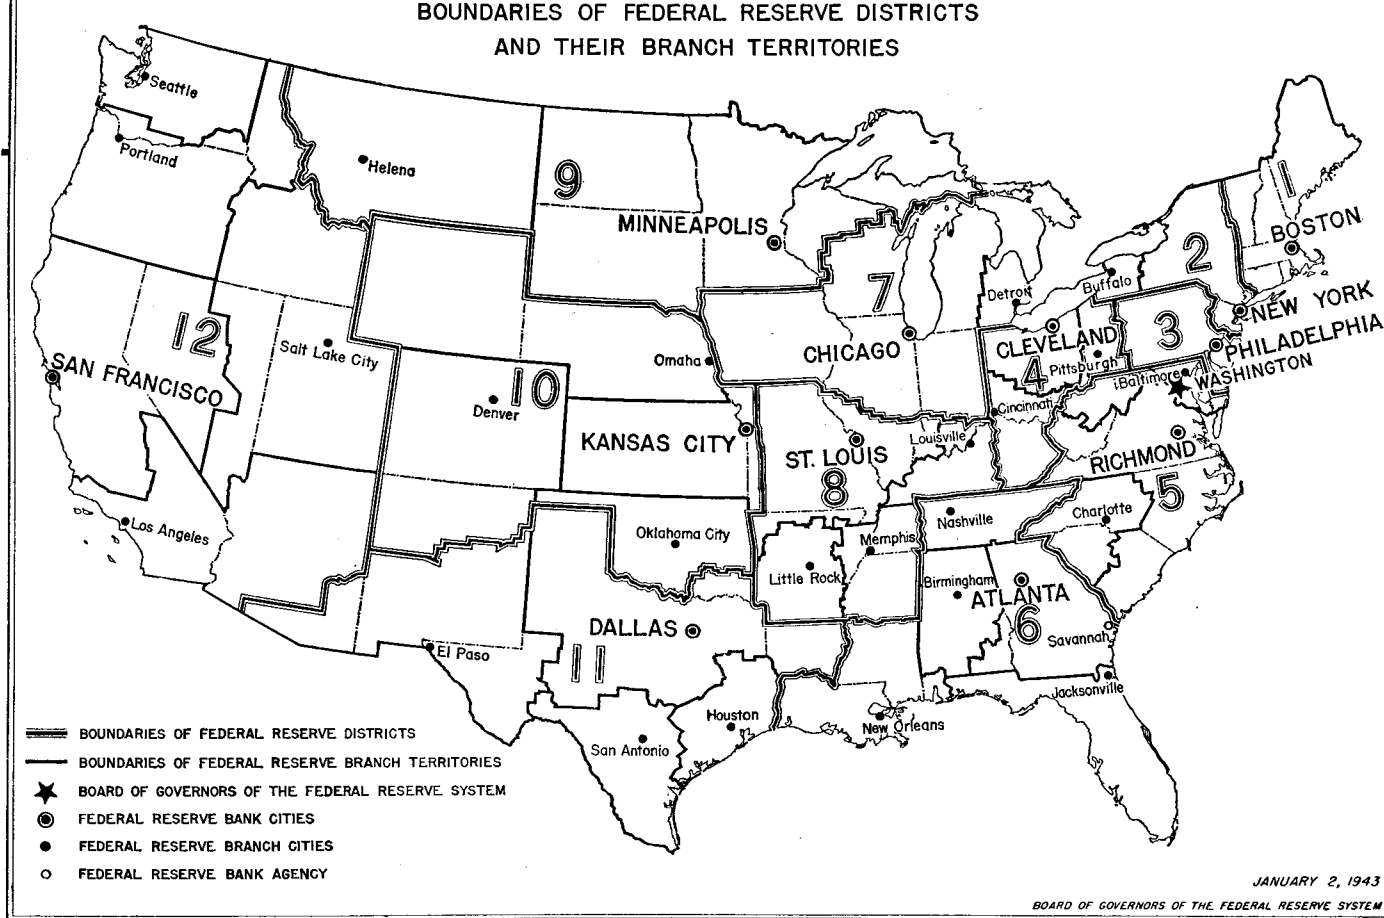 BOUNDARIES OF FEDERAL RESERVE DISTRICTS
AND THEIR BRANCH TERRITORIES
Seattle
Portland
Helena
9
MINNEAPOLIS
1
BOSTON
2
7
Detroit
Buffalo
NEW YORK
12
3
PHILADELPHIA
Salt Lake City
SAN FRANCISCO
Omaha
CHICAGO
CLEVELAND
4
Pittsburgh
Baltimore
WASHINGTON
10
Denver
Cincinnati
KANSAS CITY
ST. LOUIS
8
Louisville
RICHMOND
5
Los Angeles
Oklahoma City
Nashville
Charlotte
Memphis
Little Rock
Birmingham
ATLANTA
6
DALLAS
11
Savannah
El Paso
Jacksonville
Houston
New Orleans
San Antonio
BOUNDARIES OF FEDERAL RESERVE DISTRICTS
BOUNDARIES OF FEDERAL RESERVE BRANCH TERRITORIES
BOARD OF GOVERNORS OF THE FEDERAL RESERVE SYSTEM
FEDERAL RESERVE BANK CITIES
FEDERAL RESERVE BRANCH CITIES
FEDERAL RESERVE BANK AGENCY
JANUARY 2, 1943
BOARD OF GOVERNORS OF THE FEDERAL RESERVE SYSTEM